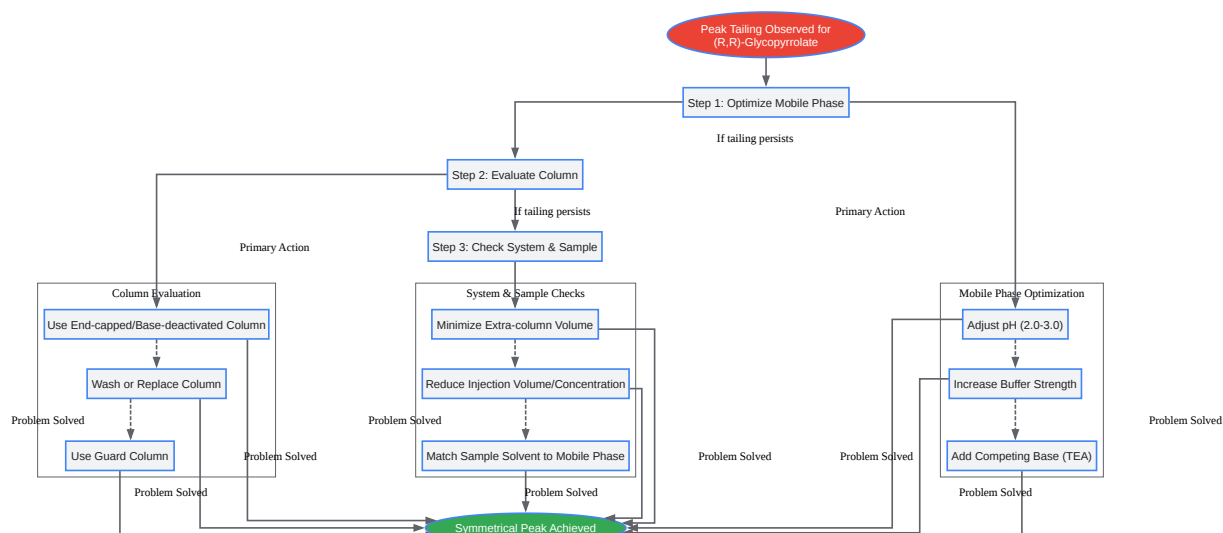 Peak Tailing Observed for
(R,R)-Glycopyrrolate
Step 1: Optimize Mobile Phase
If tailing persists
Step 2: Evaluate Column
If tailing persists
Primary Action
Step 3: Check System & Sample
Primary Action
Column Evaluation
System & Sample Checks
Mobile Phase Optimization
Use End-capped/Base-deactivated Column
Minimize Extra-column Volume
Adjust pH (2.0-3.0)
Wash or Replace Column
Reduce Injection Volume/Concentration
Increase Buffer Strength
Problem Solved
Problem Solved
Problem Solved
Use Guard Column
Problem Solved
Match Sample Solvent to Mobile Phase
Problem Solved
Problem Solved
Add Competing Base (TEA)
Problem Solved
Problem Solved
Problem Solved
Symmetrical Peak Achieved